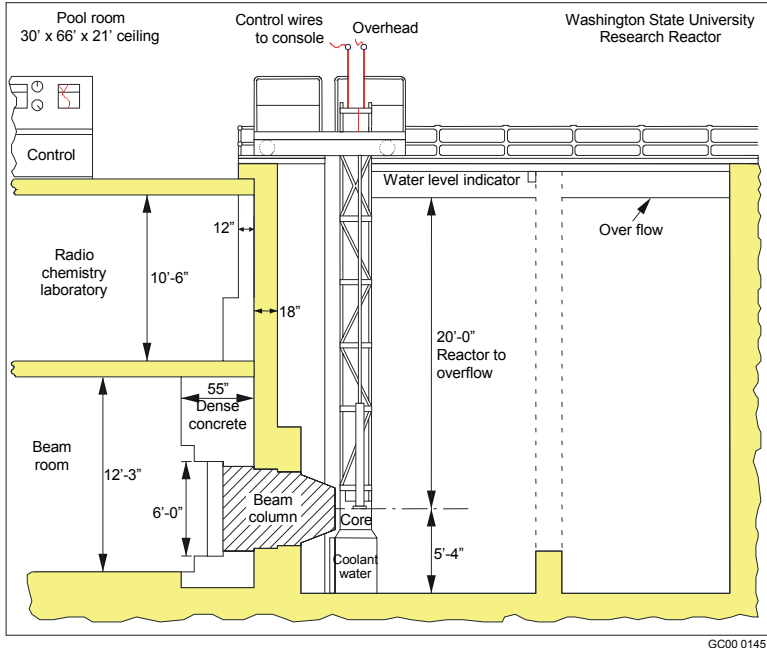 Pool room
30’ x 66’ x 21’ ceiling
Control wires
to console
Overhead
Washington State University
Research Reactor
Control
Water level indicator
Over flow
12”
Radio
chemistry
laboratory
10’-6”
18”
20’-0”
Reactor to
overflow
55”
Dense
concrete
Beam
room
12’-3”
6’-0”
Beam
column
Core
5’-4”
Coolant
water
GC00 0145